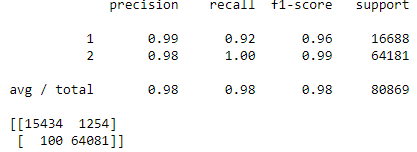 precision recall f1-score support
1 0.99 0.92 0.96 16688
2 0.98 1.00 0.99 64181
avg / total 0.98 0.98 0.98 80869
[[15434 1254]
[ 100 64081]]